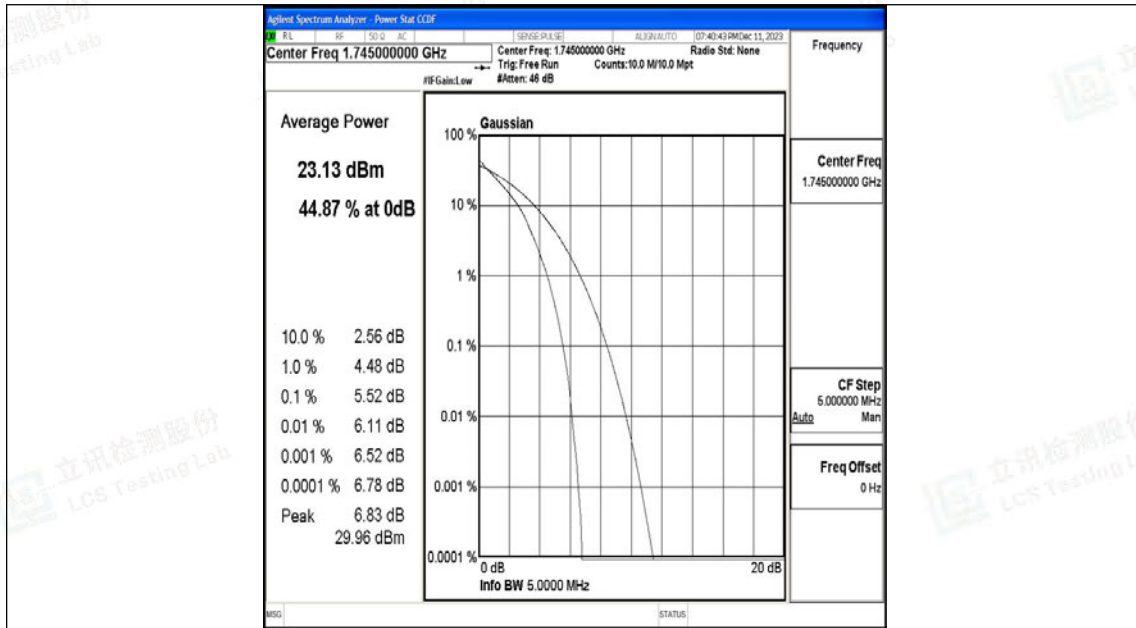 Agilent Spectrum Analyzer - Power Stat CCDF
RL RF 50 Ω AC SENSE:PULSE ALIGNAUTO 07:40:43 PM Dec 11, 2023
Center Freq 1.745000000 GHz
Center Freq: 1.745000000 GHz Radio Std: None
Trig: Free Run Counts:10.0 M/10.0 Mpt
#IFGain:Low #Atten: 46 dB
Frequency
Average Power
23.13 dBm
44.87 % at 0dB
10.0 % 2.56 dB
1.0 % 4.48 dB
0.1 % 5.52 dB
0.01 % 6.11 dB
0.001 % 6.52 dB
0.0001 % 6.78 dB
Peak 6.83 dB
29.96 dBm
Gaussian
100 %
10 %
1 %
0.1 %
0.01 %
0.001 %
0.0001 %
0 dB 20 dB
Info BW 5.0000 MHz
Center Freq
1.745000000 GHz
CF Step
5.000000 MHz
Auto Man
Freq Offset
0 Hz
MSG STATUS
立讯检测股份
LCS Testing Lab
立讯检测股份
LCS Testing L